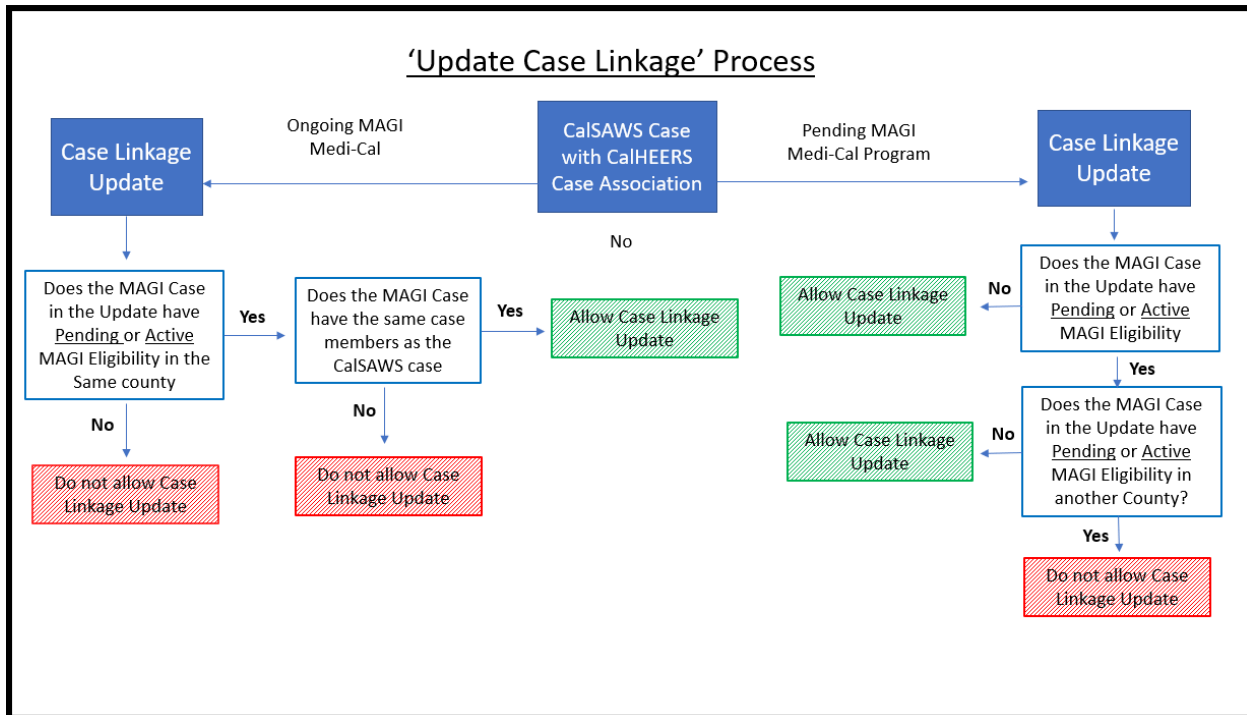 'Update Case Linkage' Process
Ongoing MAGI
Medi-Cal
CalSAWS Case
with CalHEERS
Case Association
Pending MAGI
Medi-Cal Program
Case Linkage
Update
Case Linkage
Update
No
Does the MAGI Case
in the Update have
Pending or Active
MAGI Eligibility in the
Same county
Yes
Does the MAGI Case
have the same case
members as the
CalSAWS case
Yes
Allow Case Linkage
Update
No
Do not allow Case
Linkage Update
No
Do not allow Case
Linkage Update
Does the MAGI Case
in the Update have
Pending or Active
MAGI Eligibility
No
Allow Case Linkage
Update
Yes
Does the MAGI Case
in the Update have
Pending or Active
MAGI Eligibility in
another County?
No
Allow Case Linkage
Update
Yes
Do not allow Case
Linkage Update